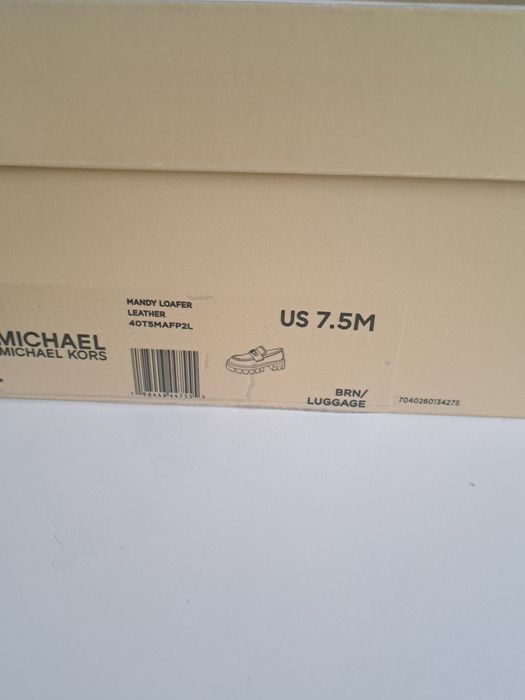 MANDY LOAFER
LEATHER
40T5MAFP2L
US 7.5M
MICHAEL
MICHAEL KORS
BRN/
LUGGAGE
7040260134275